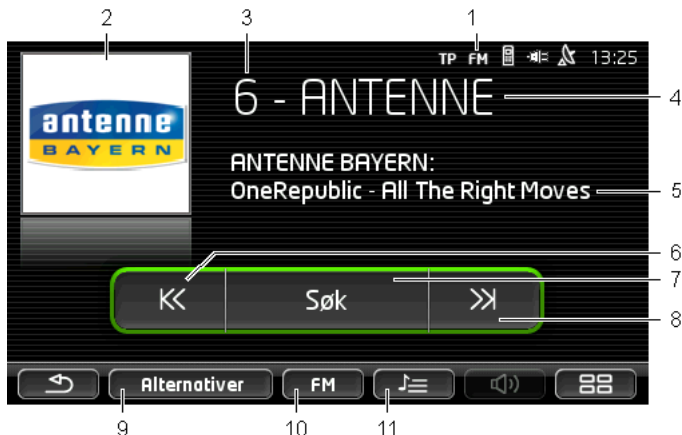 2 3 1
TP FM 13:25
6 - ANTENNE 4
antenne
BAYERN
ANTENNE BAYERN:
OneRepublic - All The Right Moves 5
6
7
Søk
8
Alternativer FM
9 10 11